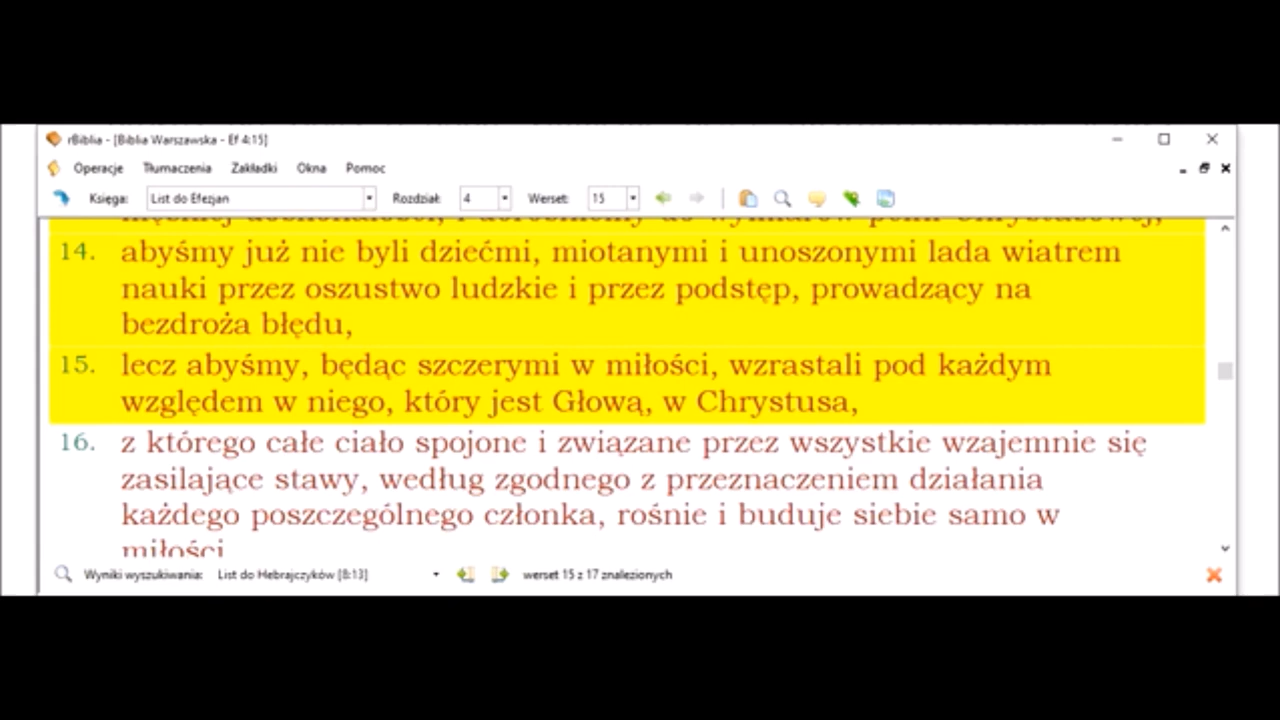 rBiblia - [Biblia Warszawska - Ef 4:15]
Operacje Tłumaczenia Zakładki Okna Pomoc
Księga: List do Efezjan Rozdział: 4 Werset: 15
14. abyśmy już nie byli dziećmi, miotanymi i unoszonymi lada wiatrem
nauki przez oszustwo ludzkie i przez podstęp, prowadzący na
bezdroża błędu,
15. lecz abyśmy, będąc szczerymi w miłości, wzrastali pod każdym
względem w niego, który jest Głową, w Chrystusa,
16. z którego całe ciało spojone i związane przez wszystkie wzajemnie się
zasilające stawy, według zgodnego z przeznaczeniem działania
każdego poszczególnego członka, rośnie i buduje siebie samo w
miłości
Wyniki wyszukiwania: List do Hebrajczyków [8:13] werset 15 z 17 znalezionych